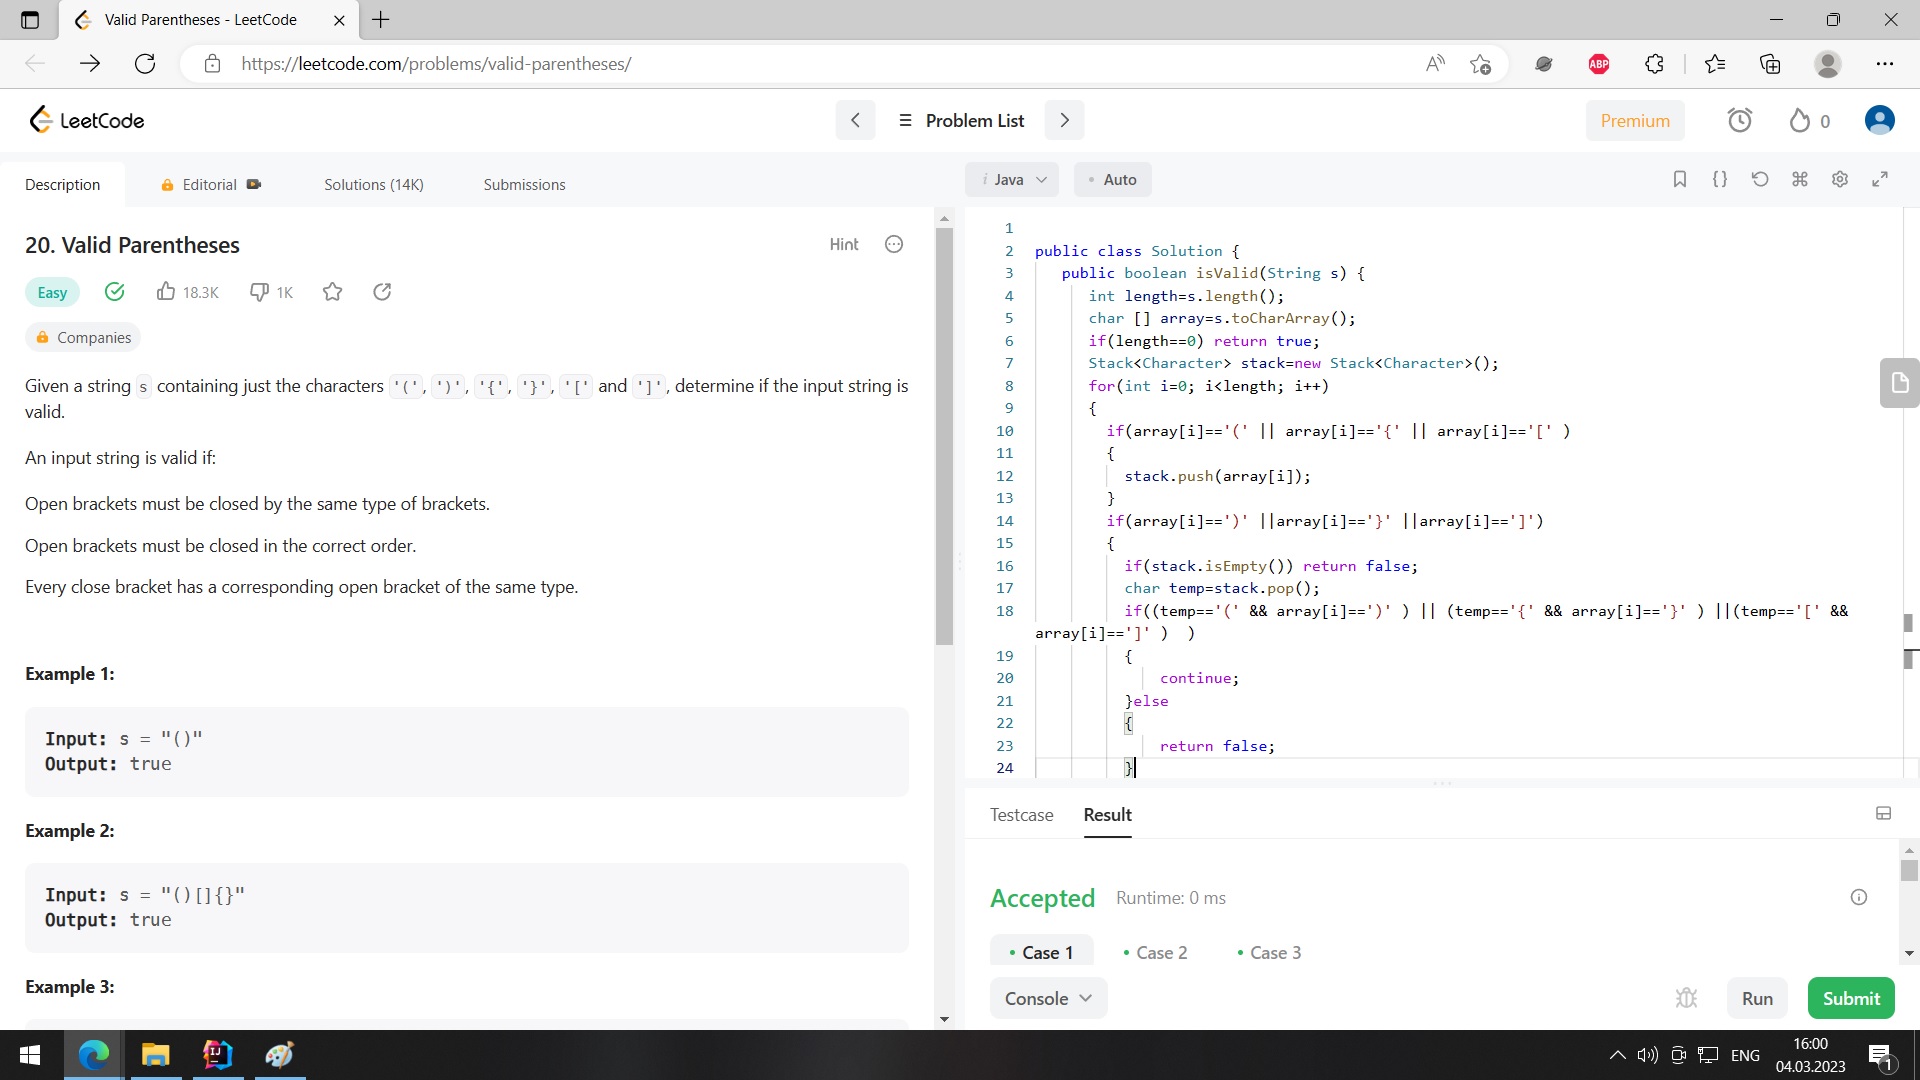 Valid Parentheses - LeetCode
https://leetcode.com/problems/valid-parentheses/
ABP
LeetCode
Problem List
Premium
0
Description
Editorial
Solutions (14K)
Submissions
i Java
Auto
20. Valid Parentheses
Hint
Easy
18.3K
1K
Companies
Given a string s containing just the characters '(', ')', '{', '}', '[' and ']', determine if the input string is
valid.
An input string is valid if:
Open brackets must be closed by the same type of brackets.
Open brackets must be closed in the correct order.
Every close bracket has a corresponding open bracket of the same type.
Example 1:
Input: s = "()"
Output: true
Example 2:
Input: s = "()[]{}"
Output: true
Example 3:
1
2 public class Solution {
3 public boolean isValid(String s) {
4 int length=s.length();
5 char [] array=s.toCharArray();
6 if(length==0) return true;
7 Stack<Character> stack=new Stack<Character>();
8 for(int i=0; i<length; i++)
9 {
10 if(array[i]=='(' || array[i]=='{' || array[i]=='[' )
11 {
12 stack.push(array[i]);
13 }
14 if(array[i]==')' ||array[i]=='}' ||array[i]==']')
15 {
16 if(stack.isEmpty()) return false;
17 char temp=stack.pop();
18 if((temp=='(' && array[i]==')' ) || (temp=='{' && array[i]=='}' ) ||(temp=='[' &&
array[i]==']' )  )
19 {
20 continue;
21 }else
22 {
23 return false;
24 }
Testcase
Result
Accepted
Runtime: 0 ms
Case 1
Case 2
Case 3
Console
Run
Submit
IJ
ENG
16:00
04.03.2023
1